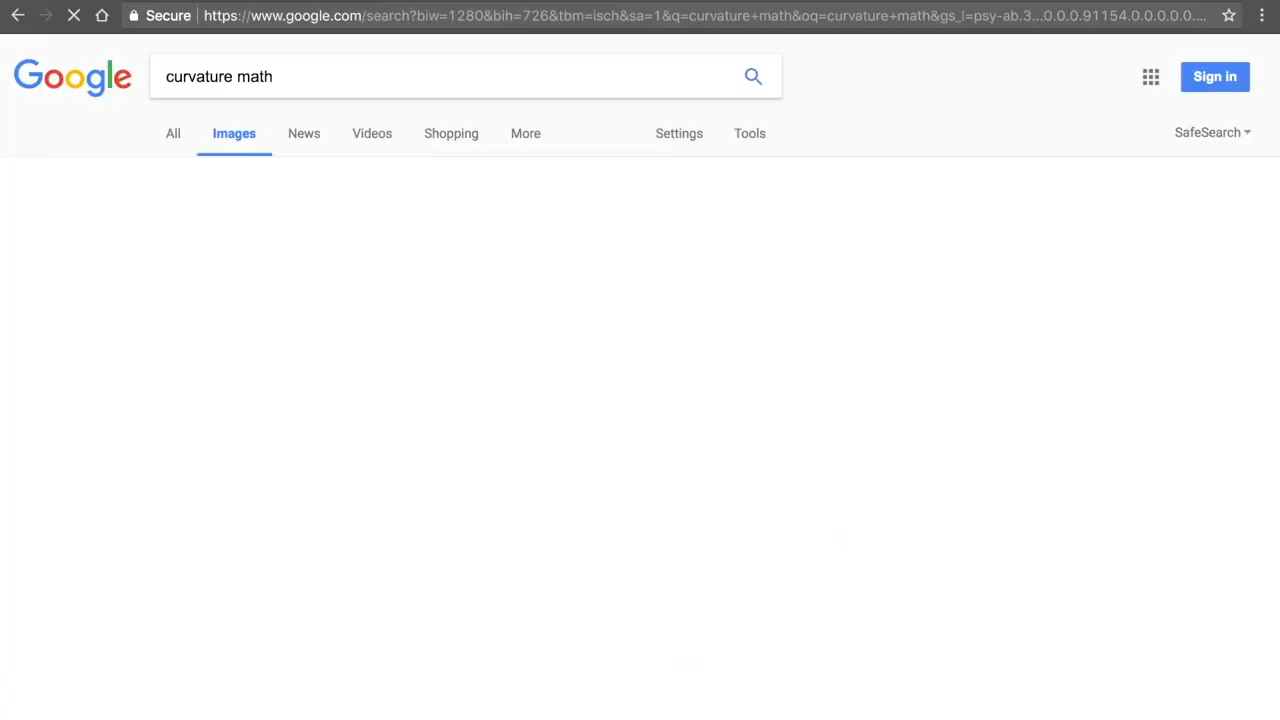 Secure https://www.google.com/search?biw=1280&bih=726&tbm=isch&sa=1&q=curvature+math&oq=curvature+math&gs_l=psy-ab.3...0.0.0.91154.0.0.0.0.0....
Google curvature math Sign in
All Images News Videos Shopping More Settings Tools SafeSearch